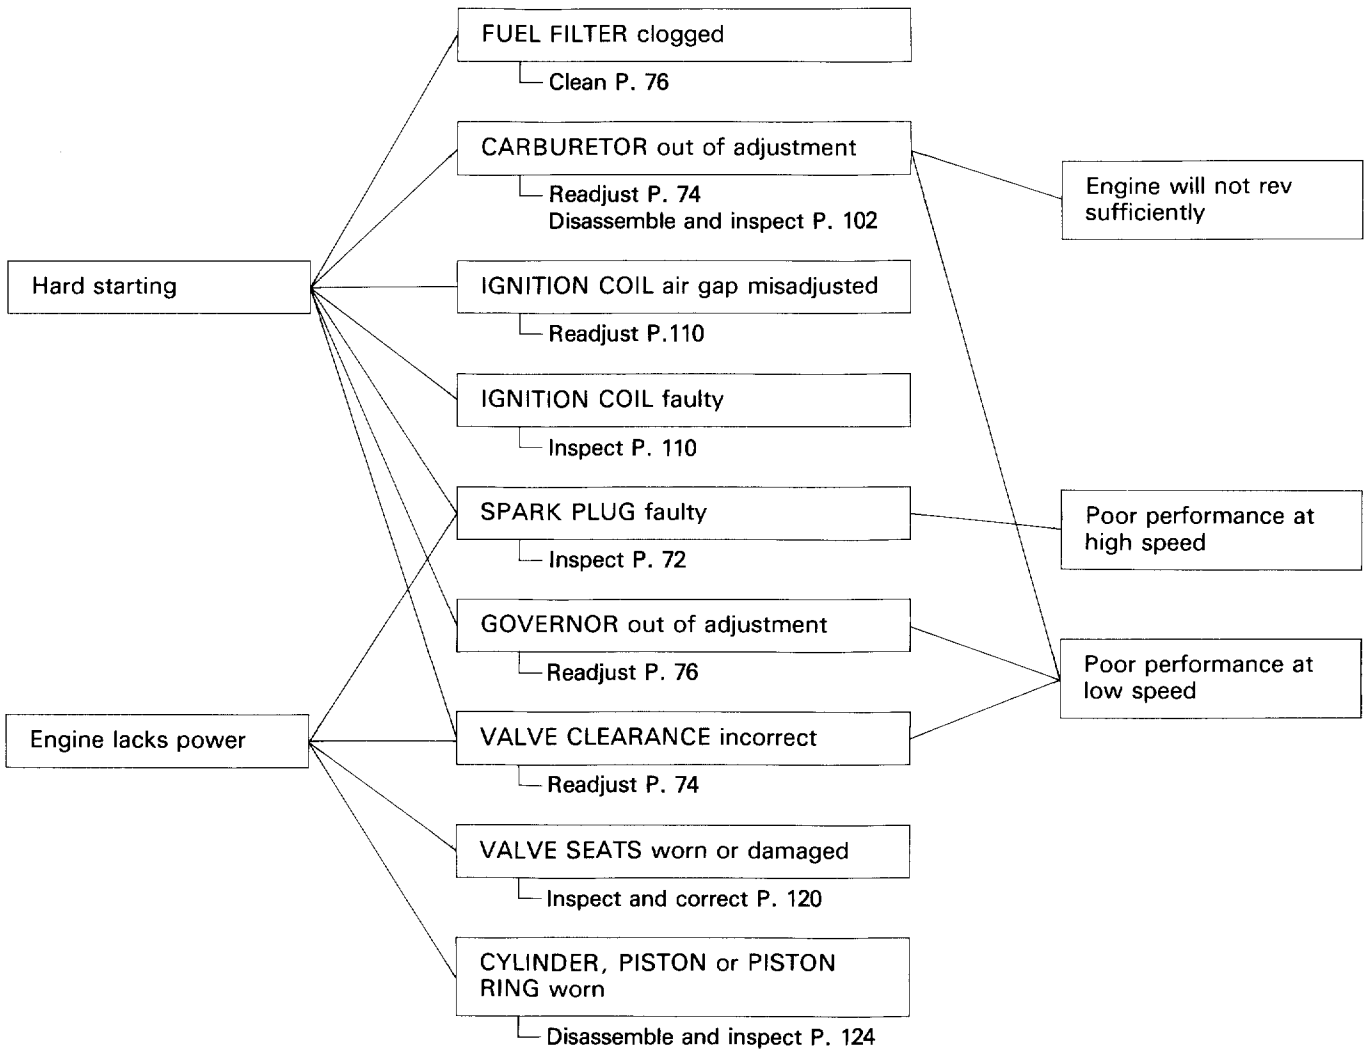 FUEL FILTER clogged
Clean P. 76
CARBURETOR out of adjustment
Readjust P. 74
Disassemble and inspect P. 102
Engine will not rev
sufficiently
Hard starting
IGNITION COIL air gap misadjusted
Readjust P.110
IGNITION COIL faulty
Inspect P. 110
SPARK PLUG faulty
Inspect P. 72
Poor performance at
high speed
GOVERNOR out of adjustment
Readjust P. 76
Poor performance at
low speed
Engine lacks power
VALVE CLEARANCE incorrect
Readjust P. 74
VALVE SEATS worn or damaged
Inspect and correct P. 120
CYLINDER, PISTON or PISTON
RING worn
Disassemble and inspect P. 124